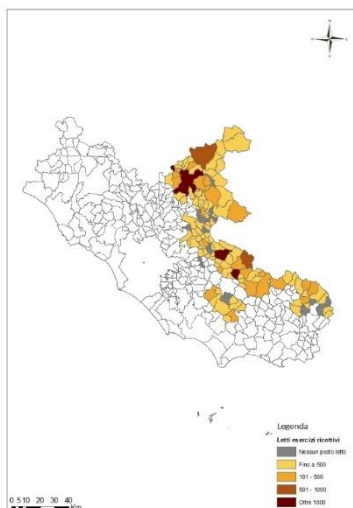 N
Legenda
Letti esercizi ricettivi
Nessun posto letto
Fino a 500
101 - 500
501 - 1000
Oltre 1000
0 5 10 20 30 40
Km